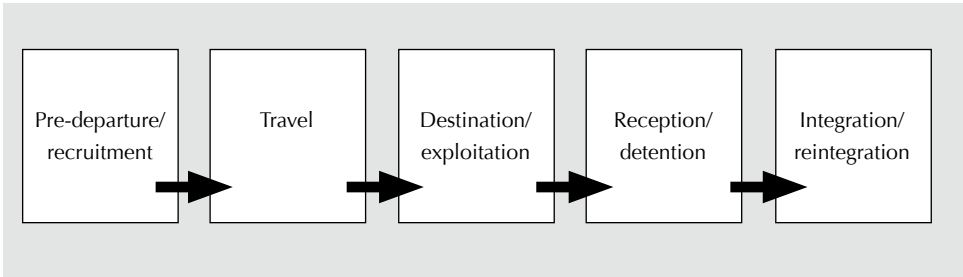 Pre-departure/
recruitment
Travel
Destination/
exploitation
Reception/
detention
Integration/
reintegration